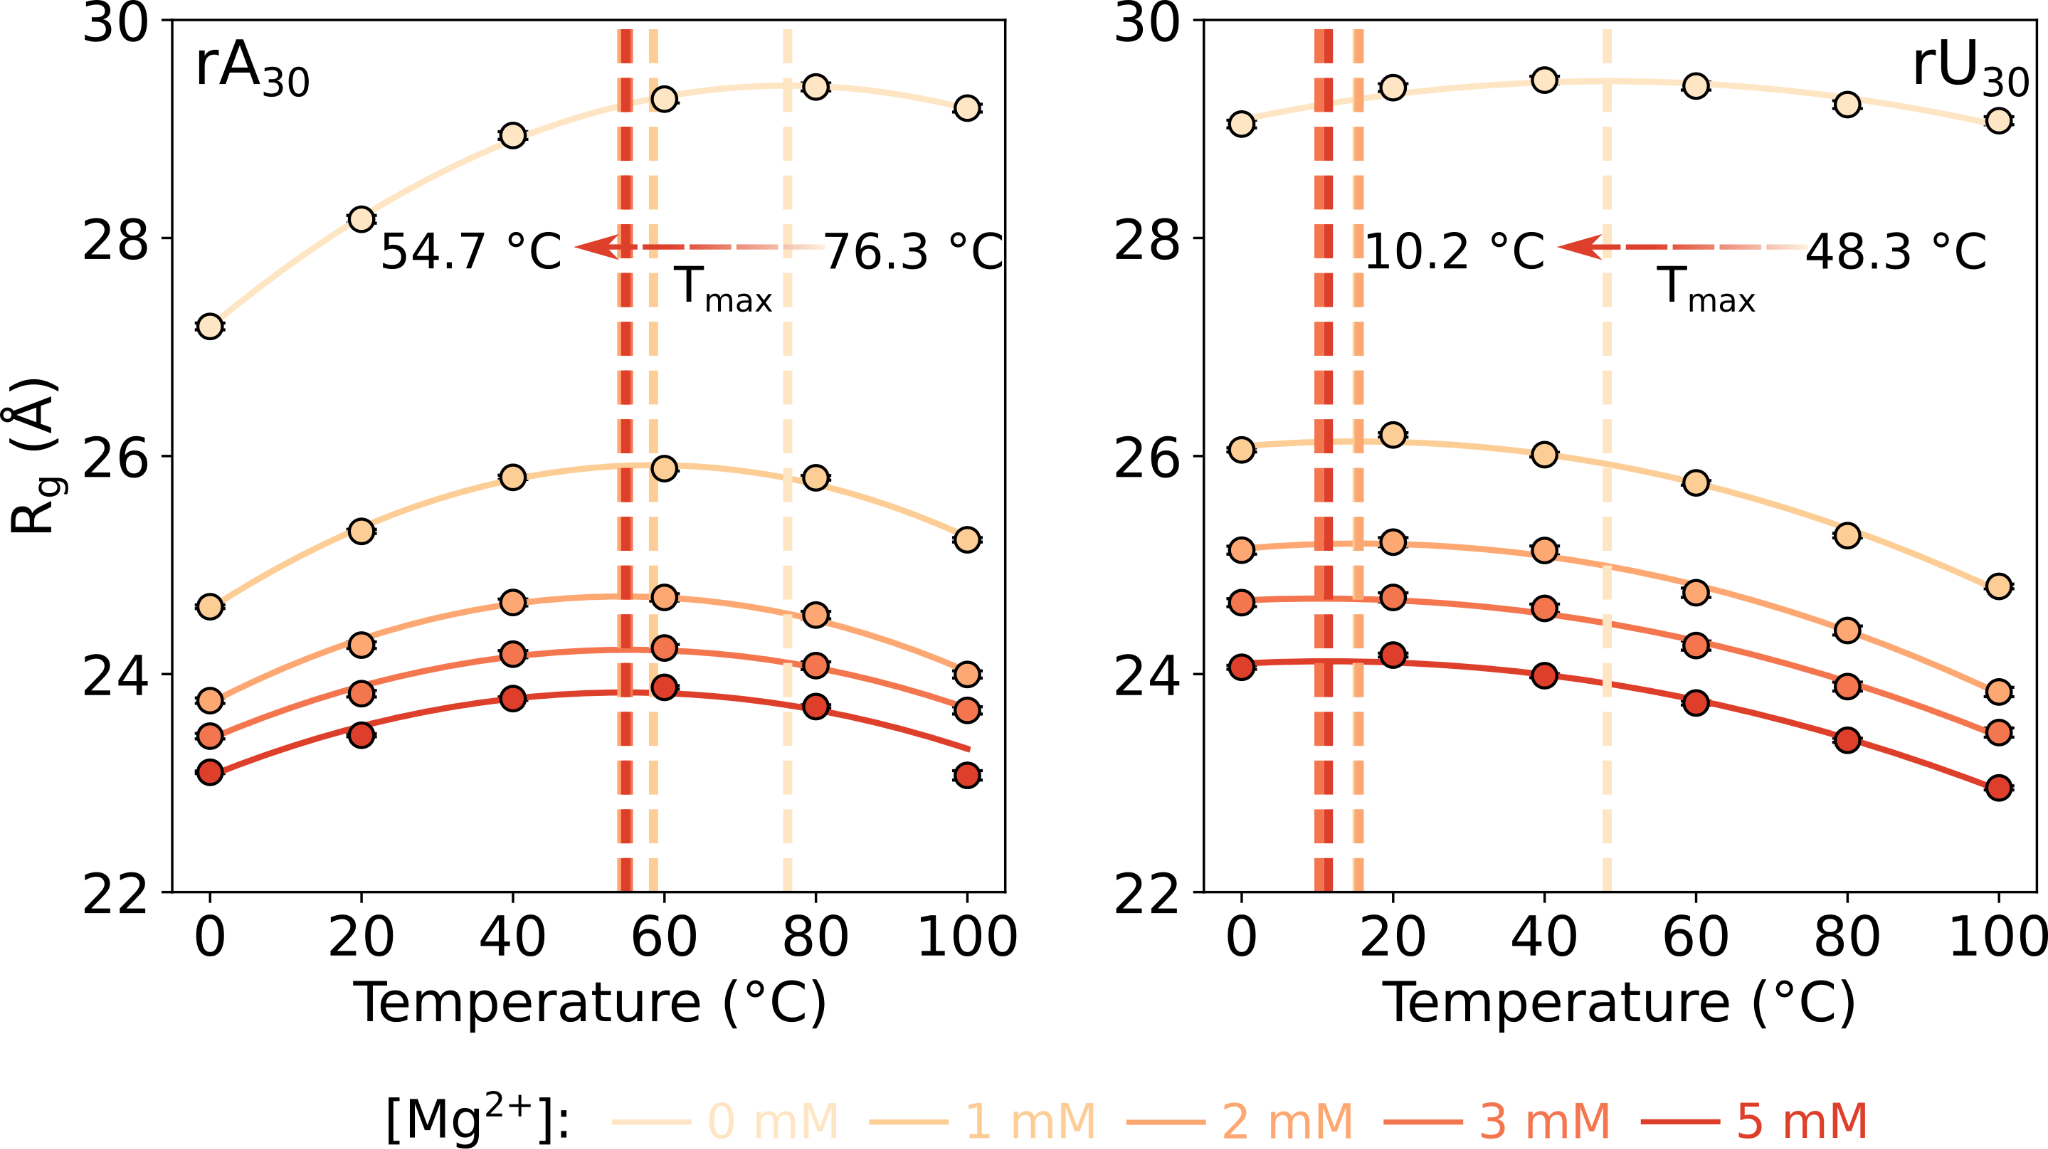 rA30
30
28
26
24
22
Rg (Å)
54.7 °C
76.3 °C
Tmax
0 20 40 60 80 100
Temperature (°C)
rU30
30
28
26
24
22
10.2 °C
48.3 °C
Tmax
0 20 40 60 80 100
Temperature (°C)
[Mg2+]: 0 mM 1 mM 2 mM 3 mM 5 mM